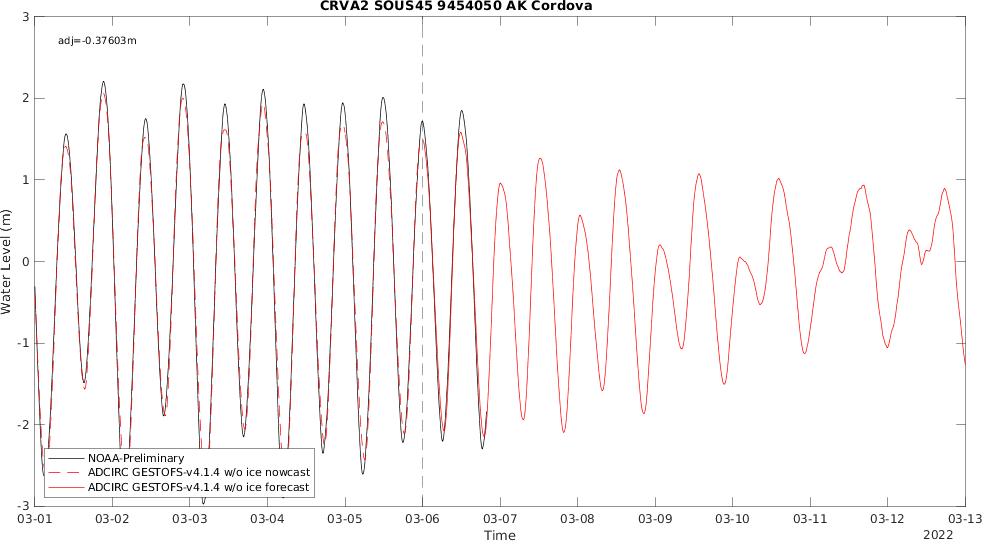 CRVA2 SOUS45 9454050 AK Cordova
adj=-0.37603m
3
2
1
0
-1
-2
-3
Water Level (m)
NOAA-Preliminary
ADCIRC GESTOFS-v4.1.4 w/o ice nowcast
ADCIRC GESTOFS-v4.1.4 w/o ice forecast
03-01 03-02 03-03 03-04 03-05 03-06 03-07 03-08 03-09 03-10 03-11 03-12 03-13
Time
2022